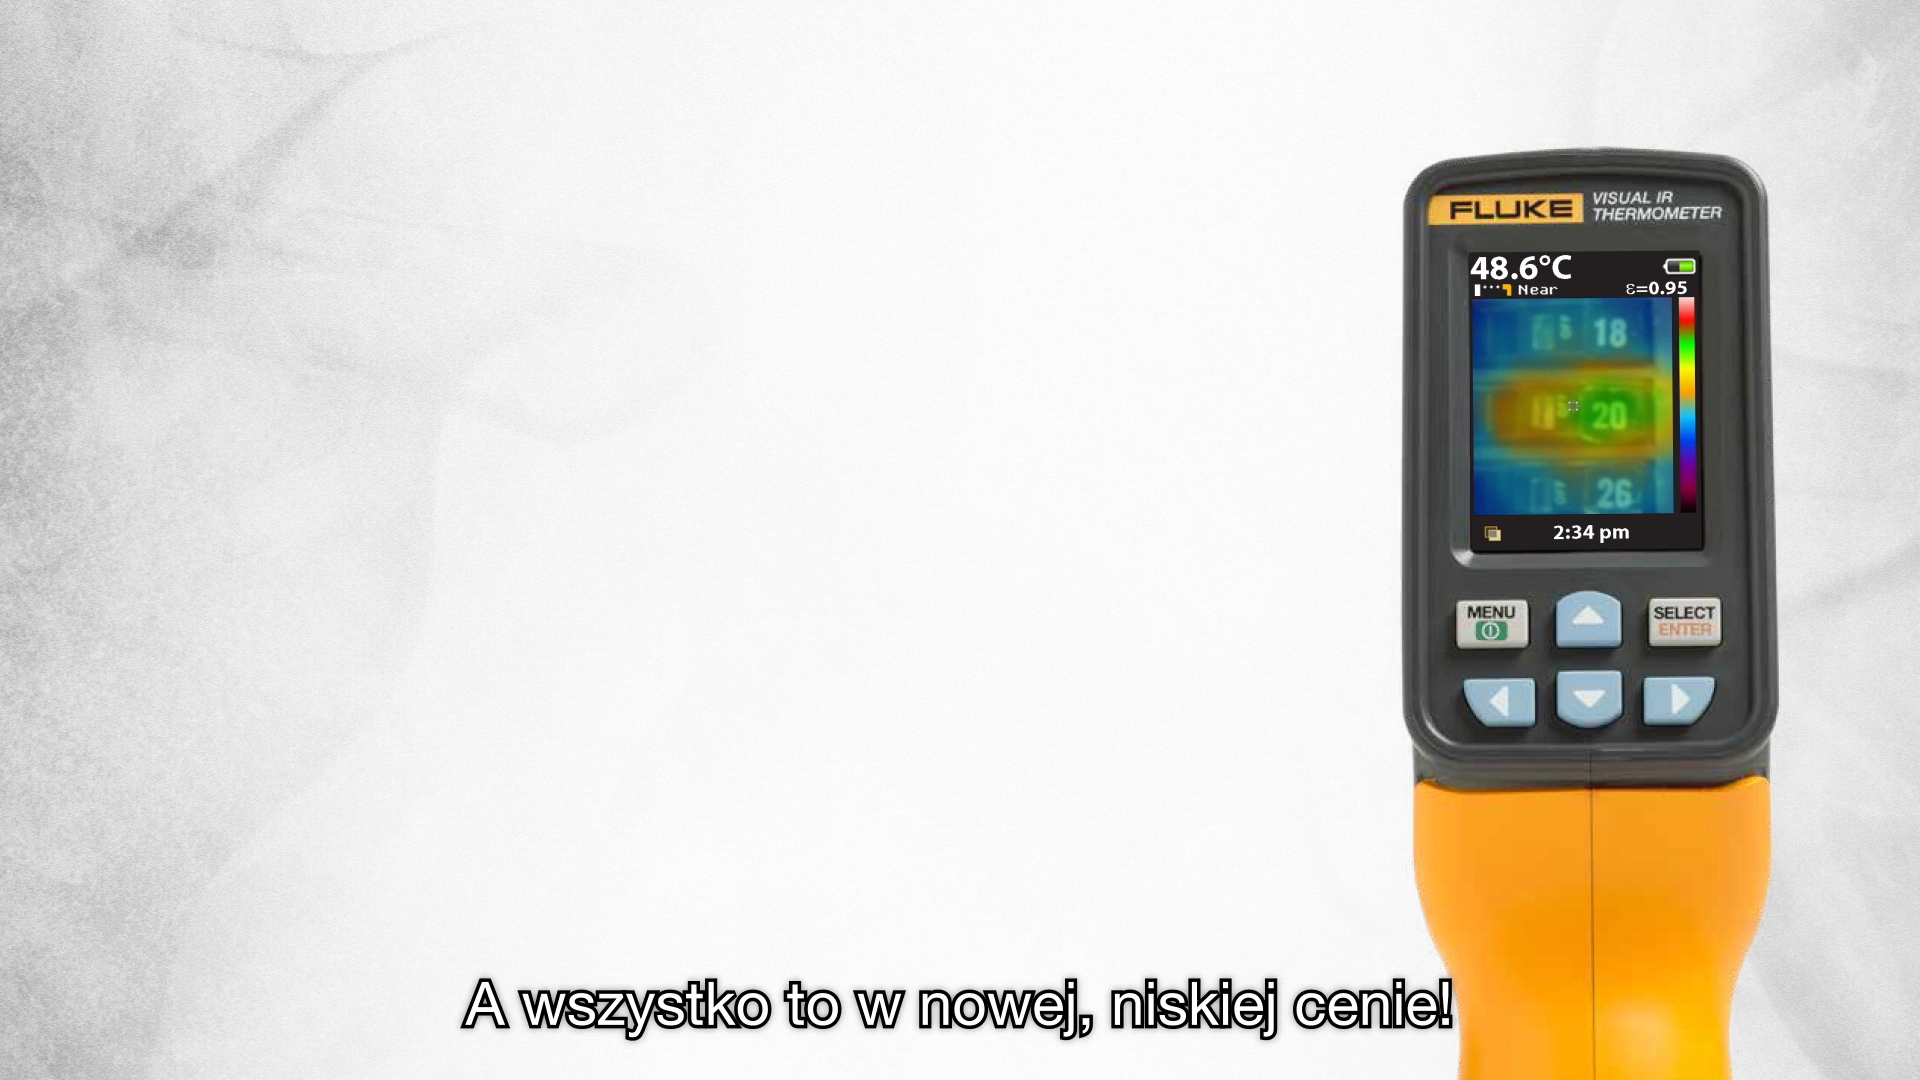 FLUKE
VISUAL IR
THERMOMETER
48.6°C
Near
ε=0.95
18
20
26
2:34 pm
MENU
SELECT
ENTER
A wszystko to w nowej, niskiej cenie!